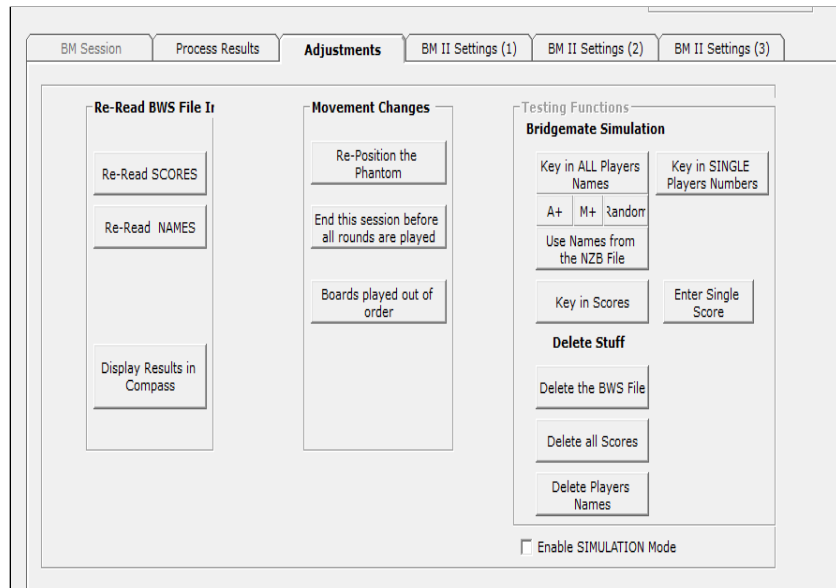 BM Session
Process Results
Adjustments
BM II Settings (1)
BM II Settings (2)
BM II Settings (3)
Re-Read BWS File Ir
Re-Read SCORES
Re-Read NAMES
Display Results in
Compass
Movement Changes
Re-Position the
Phantom
End this session before
all rounds are played
Boards played out of
order
Testing Functions
Bridgemate Simulation
Key in ALL Players
Names
Key in SINGLE
Players Numbers
A+
M+
Random
Use Names from
the NZB File
Key in Scores
Enter Single
Score
Delete Stuff
Delete the BWS File
Delete all Scores
Delete Players
Names
Enable SIMULATION Mode